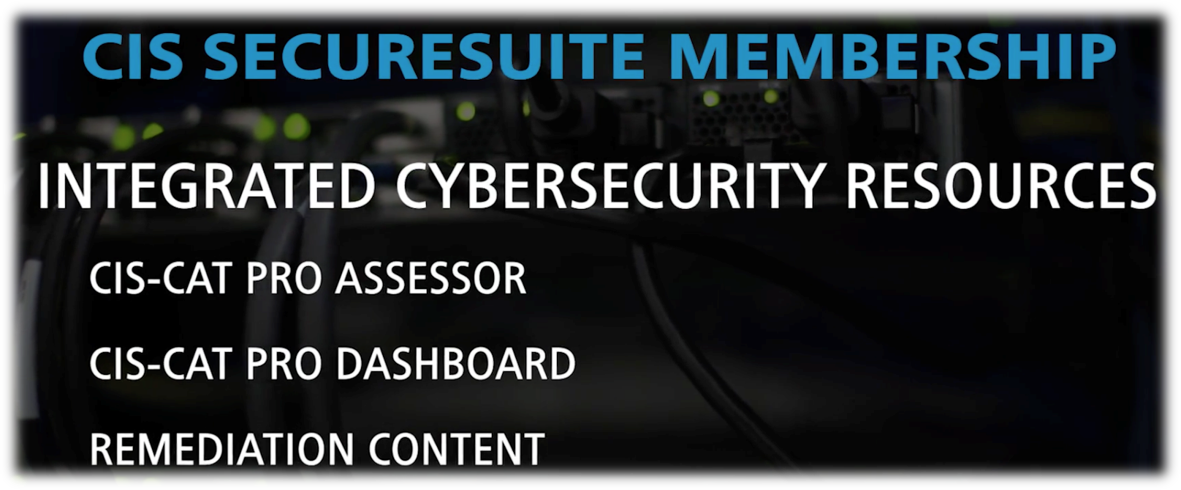 CIS SECURESUITE MEMBERSHIP
INTEGRATED CYBERSECURITY RESOURCES
CIS-CAT PRO ASSESSOR
CIS-CAT PRO DASHBOARD
REMEDIATION CONTENT